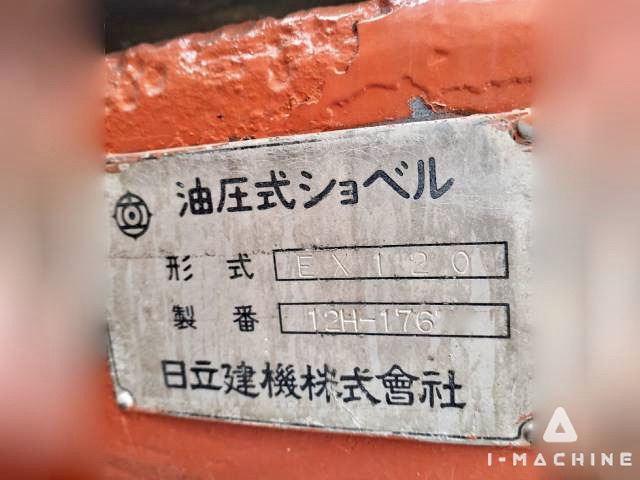 油圧式ショベル
形式 EX120
製番 12H-176
日立建機株式會社
I-MACHINE